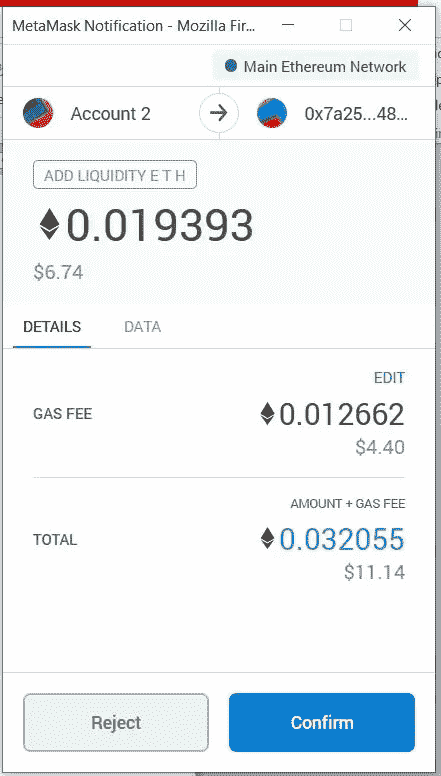 MetaMask Notification - Mozilla Fir...
Main Ethereum Network
Account 2
0x7a25...48...
ADD LIQUIDITY E T H
0.019393
$6.74
DETAILS
DATA
EDIT
GAS FEE
0.012662
$4.40
AMOUNT + GAS FEE
TOTAL
0.032055
$11.14
Reject
Confirm